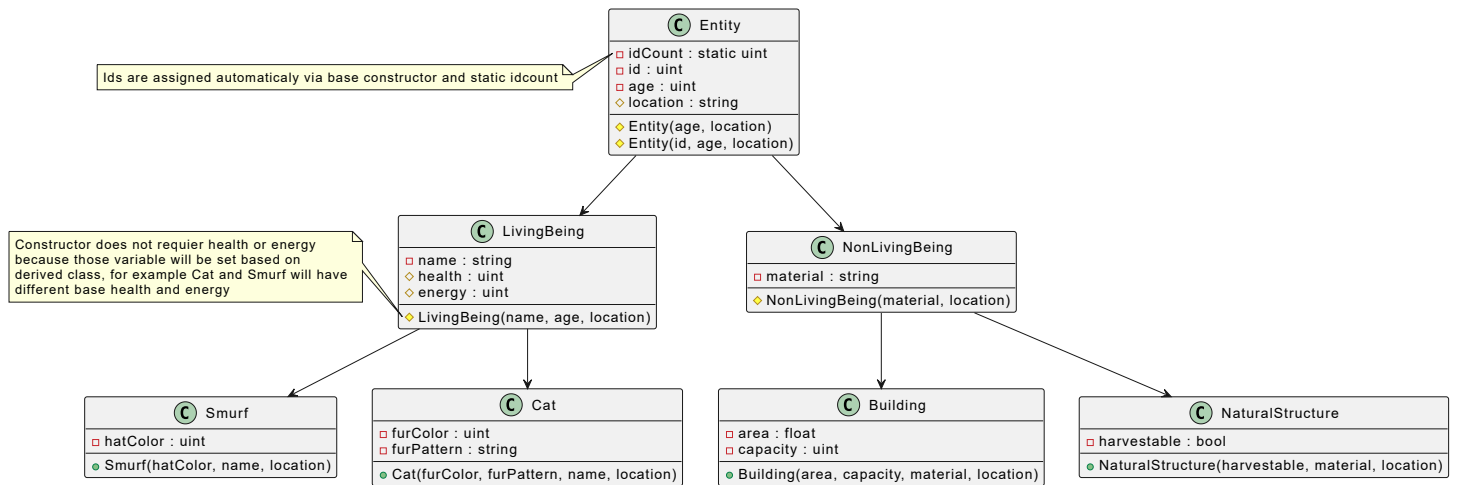 C Entity
idCount : static uint
id : uint
age : uint
location : string
Entity(age, location)
Entity(id, age, location)
Ids are assigned automaticaly via base constructor and static idcount
C LivingBeing
name : string
health : uint
energy : uint
LivingBeing(name, age, location)
Constructor does not requier health or energy
because those variable will be set based on
derived class, for example Cat and Smurf will have
different base health and energy
C NonLivingBeing
material : string
NonLivingBeing(material, location)
C Smurf
hatColor : uint
Smurf(hatColor, name, location)
C Cat
furColor : uint
furPattern : string
Cat(furColor, furPattern, name, location)
C Building
area : float
capacity : uint
Building(area, capacity, material, location)
C NaturalStructure
harvestable : bool
NaturalStructure(harvestable, material, location)